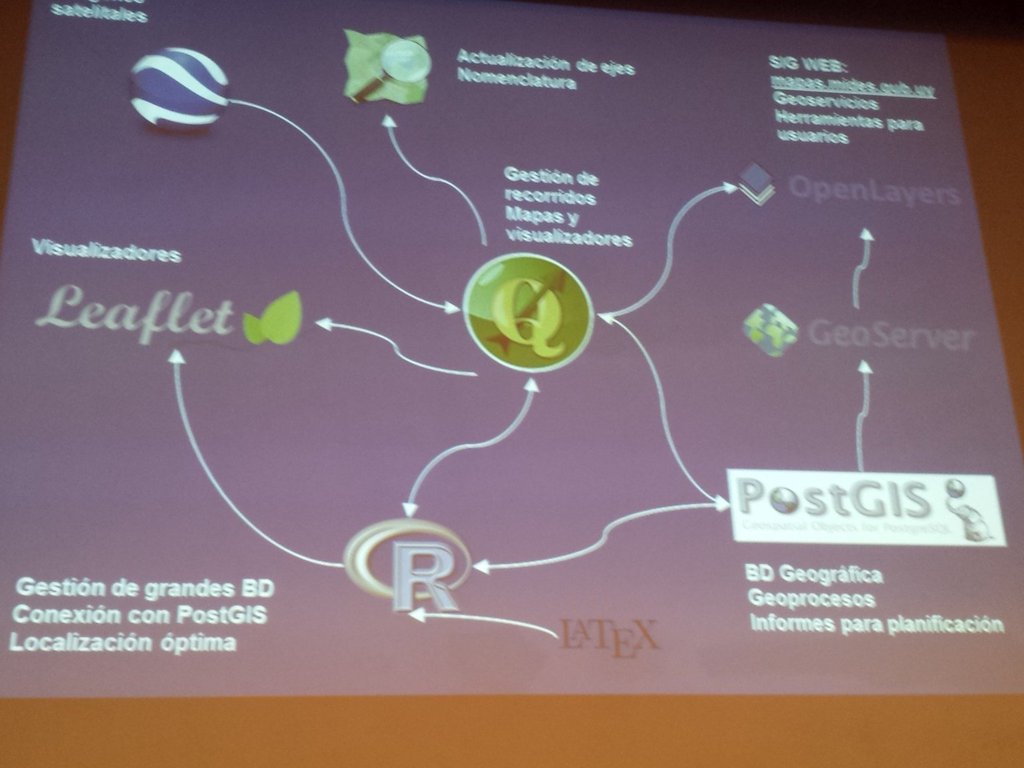 satelitales
Actualización de ejes
Nomenclatura
SIG WEB:
mapas.mides.gub.uy
Geoservicios
Herramientas para
usuarios
OpenLayers
Gestión de
recorridos
Mapas y
visualizadores
Visualizadores
Leaflet
Q
GeoServer
PostGIS
Geospatial Objects for PostgreSQL
R
Gestión de grandes BD
Conexión con PostGIS
Localización óptima
BD Geográfica
Geoprocesos
Informes para planificación
LATEX